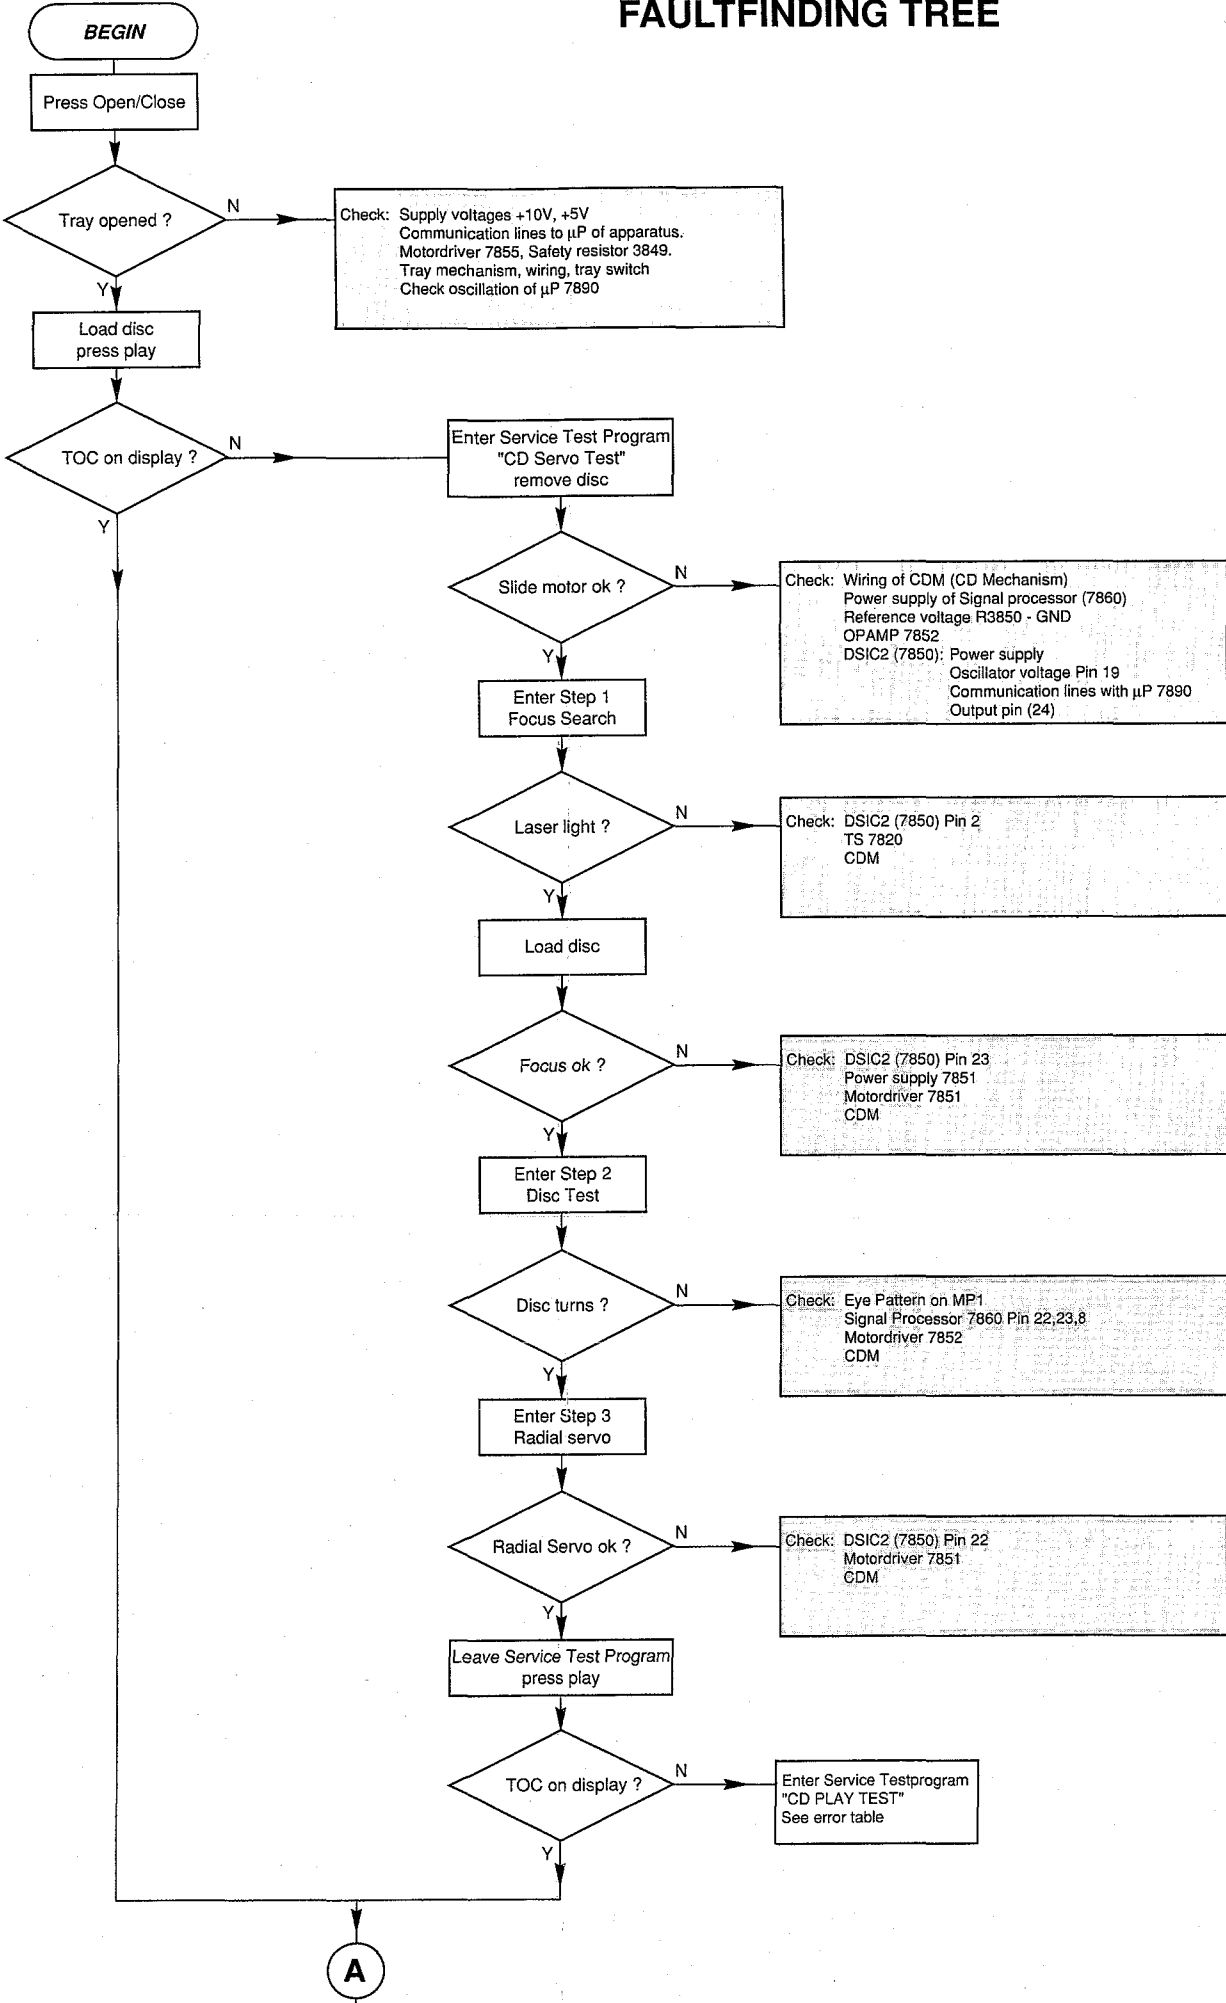 FAULTFINDING TREE
BEGIN
Press Open/Close
Tray opened ?
N
Check: Supply voltages +10V, +5V
Communication lines to µP of apparatus.
Motordriver 7855, Safety resistor 3849.
Tray mechanism, wiring, tray switch
Check oscillation of µP 7890
Y
Load disc
press play
TOC on display ?
N
Y
Enter Service Test Program
"CD Servo Test"
remove disc
Slide motor ok ?
N
Check: Wiring of CDM (CD Mechanism)
Power supply of Signal processor (7860)
Reference voltage R3850 - GND
OPAMP 7852
DSIC2 (7850): Power supply
Oscillator voltage Pin 19
Communication lines with µP 7890
Output pin (24)
Y
Enter Step 1
Focus Search
Laser light ?
N
Check: DSIC2 (7850) Pin 2
TS 7820
CDM
Y
Load disc
Focus ok ?
N
Check: DSIC2 (7850) Pin 23
Power supply 7851
Motordriver 7851
CDM
Y
Enter Step 2
Disc Test
Disc turns ?
N
Check: Eye Pattern on MP1
Signal Processor 7860 Pin 22,23,8
Motordriver 7852
CDM
Y
Enter Step 3
Radial servo
Radial Servo ok ?
N
Check: DSIC2 (7850) Pin 22
Motordriver 7851
CDM
Y
Leave Service Test Program
press play
TOC on display ?
N
Enter Service Testprogram
"CD PLAY TEST"
See error table
Y
A